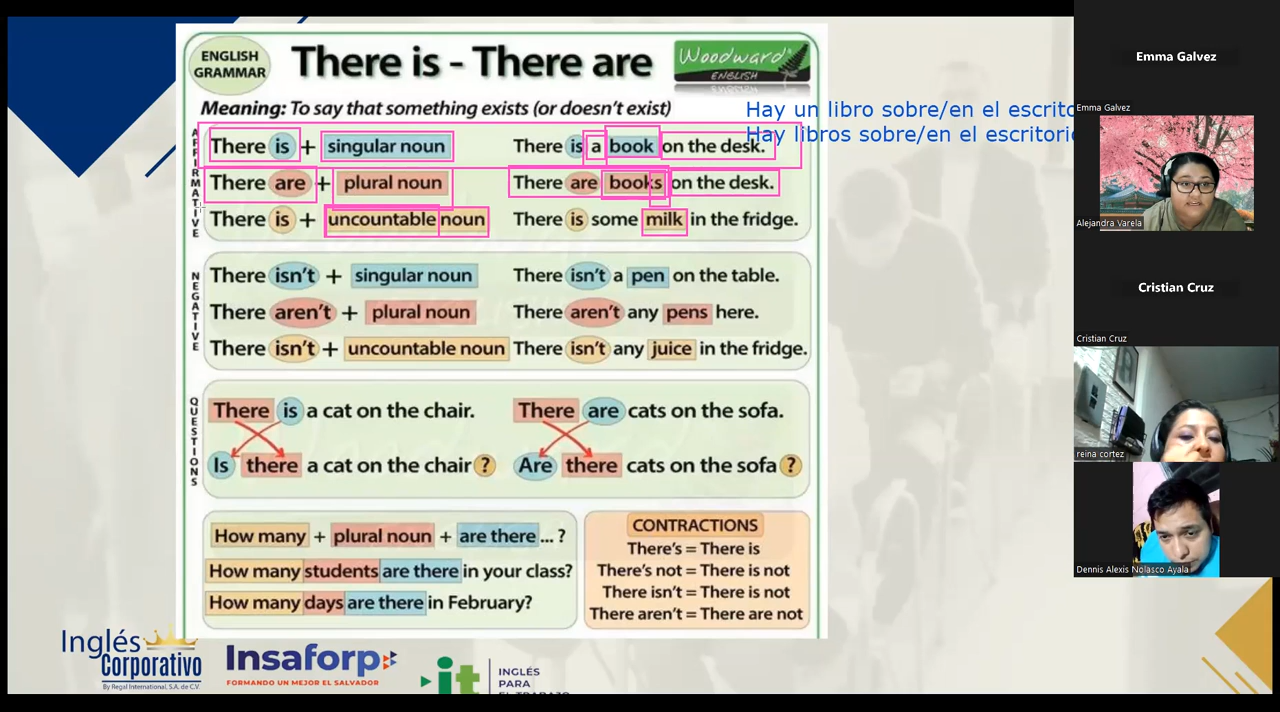 ENGLISH
GRAMMAR
There is - There are
Woodward®
ENGLISH
Meaning: To say that something exists (or doesn't exist)
Hay un libro sobre/en el escrito
Hay libros sobre/en el escritorio
AFFIRMATIVE
There is + singular noun There is a book on the desk.
There are + plural noun There are books on the desk.
There is + uncountable noun There is some milk in the fridge.
NEGATIVE
There isn't + singular noun There isn't a pen on the table.
There aren't + plural noun There aren't any pens here.
There isn't + uncountable noun There isn't any juice in the fridge.
QUESTIONS
There is a cat on the chair. There are cats on the sofa.
Is there a cat on the chair ? Are there cats on the sofa ?
How many + plural noun + are there ... ?
How many students are there in your class?
How many days are there in February?
CONTRACTIONS
There's = There is
There's not = There is not
There isn't = There is not
There aren't = There are not
Inglés
Corporativo
By Regal International, S.A. de C.V.
Insaforp
FORMANDO UN MEJOR EL SALVADOR
it
INGLÉS
PARA
EL TRABAJO
Emma Galvez
Emma Galvez
Alejandra Varela
Cristian Cruz
Cristian Cruz
reina cortez
Dennis Alexis Nolasco Ayala